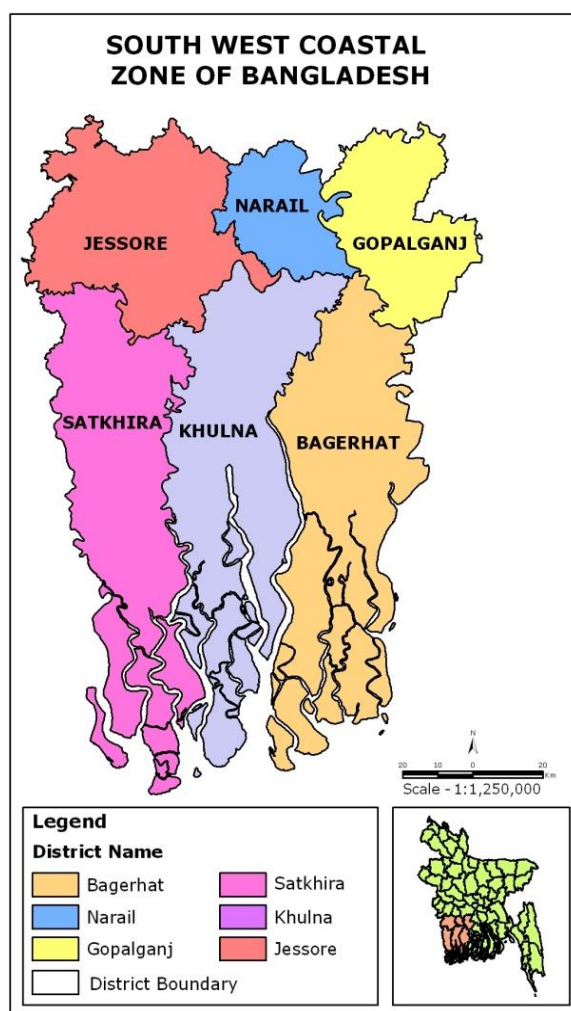 SOUTH WEST COASTAL
ZONE OF BANGLADESH
JESSORE
NARAIL
GOPALGANJ
SATKHIRA
KHULNA
BAGERHAT
N
20 10 0 20
Km
Scale - 1:1,250,000
Legend
District Name
Bagerhat
Satkhira
Narail
Khulna
Gopalganj
Jessore
District Boundary